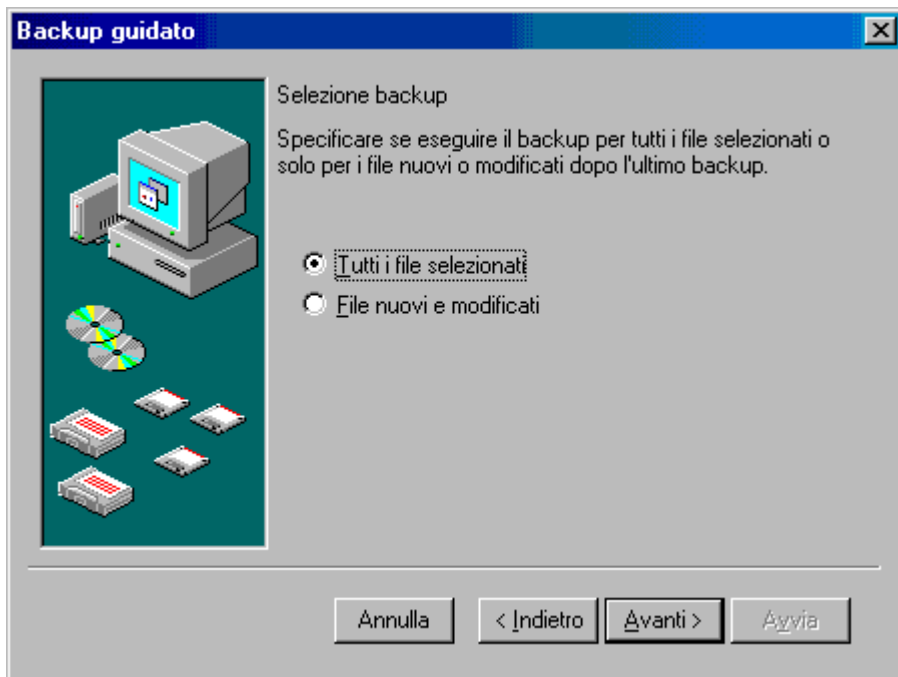 Backup guidato
Selezione backup
Specificare se eseguire il backup per tutti i file selezionati o
solo per i file nuovi o modificati dopo l'ultimo backup.
Tutti i file selezionati
File nuovi e modificati
Annulla
< Indietro
Avanti >
Avvia